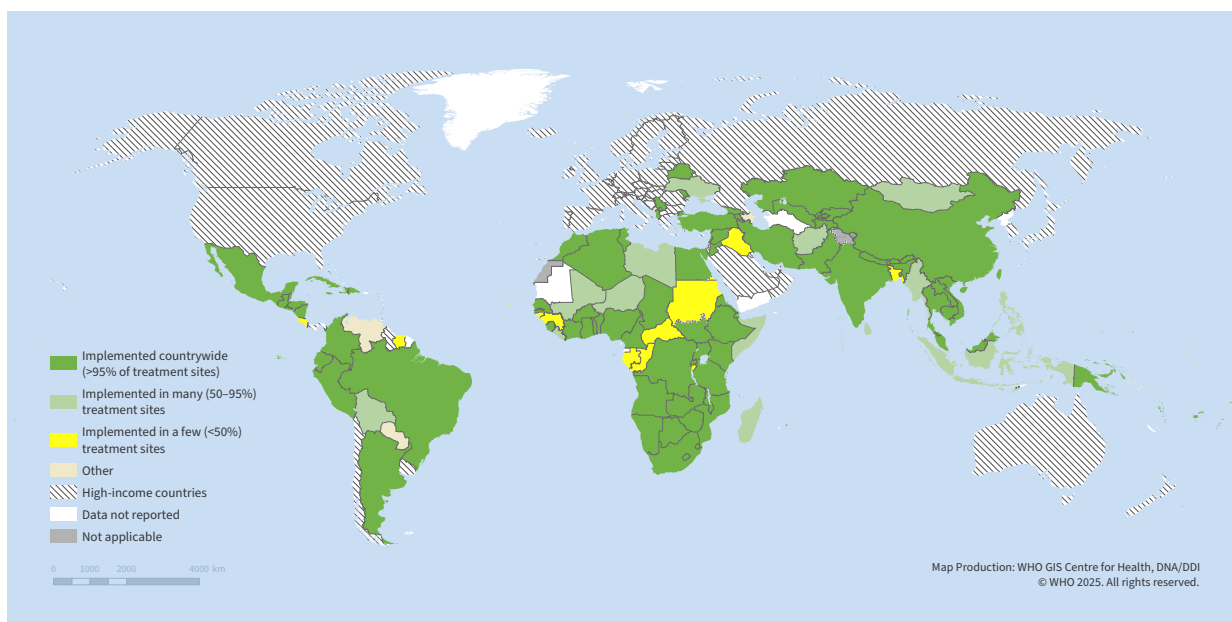 Implemented countrywide
(>95% of treatment sites)
Implemented in many (50–95%)
treatment sites
Implemented in a few (<50%)
treatment sites
Other
High-income countries
Data not reported
Not applicable
0 1000 2000 4000 km
Map Production: WHO GIS Centre for Health, DNA/DDI
© WHO 2025. All rights reserved.